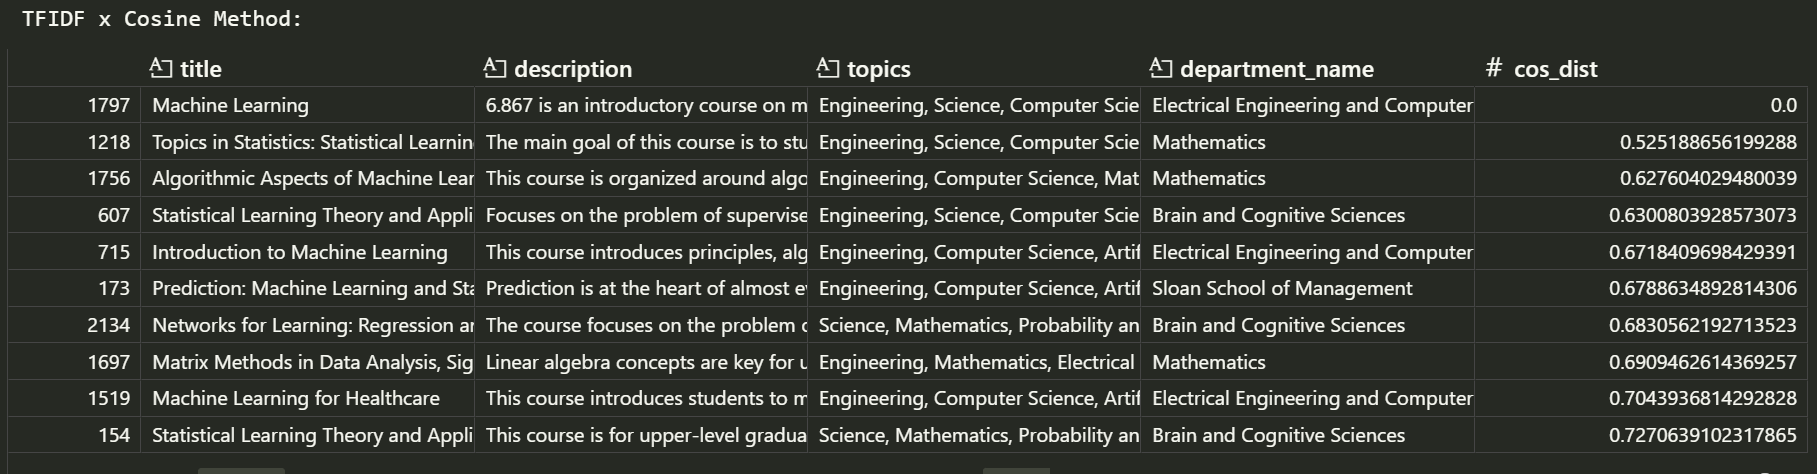 TFIDF x Cosine Method:
title description topics department_name # cos_dist
1797 Machine Learning 6.867 is an introductory course on m Engineering, Science, Computer Scie Electrical Engineering and Computer 0.0
1218 Topics in Statistics: Statistical Learnin The main goal of this course is to stu Engineering, Science, Computer Scie Mathematics 0.525188656199288
1756 Algorithmic Aspects of Machine Lear This course is organized around algo Engineering, Computer Science, Mat Mathematics 0.627604029480039
607 Statistical Learning Theory and Appli Focuses on the problem of supervise Engineering, Science, Computer Scie Brain and Cognitive Sciences 0.6300803928573073
715 Introduction to Machine Learning This course introduces principles, alg Engineering, Computer Science, Artif Electrical Engineering and Computer 0.6718409698429391
173 Prediction: Machine Learning and Sta Prediction is at the heart of almost ev Engineering, Computer Science, Artif Sloan School of Management 0.6788634892814306
2134 Networks for Learning: Regression an The course focuses on the problem o Science, Mathematics, Probability an Brain and Cognitive Sciences 0.6830562192713523
1697 Matrix Methods in Data Analysis, Sig Linear algebra concepts are key for u Engineering, Mathematics, Electrical Mathematics 0.6909462614369257
1519 Machine Learning for Healthcare This course introduces students to m Engineering, Computer Science, Artif Electrical Engineering and Computer 0.7043936814292828
154 Statistical Learning Theory and Appli This course is for upper-level gradua Science, Mathematics, Probability an Brain and Cognitive Sciences 0.7270639102317865